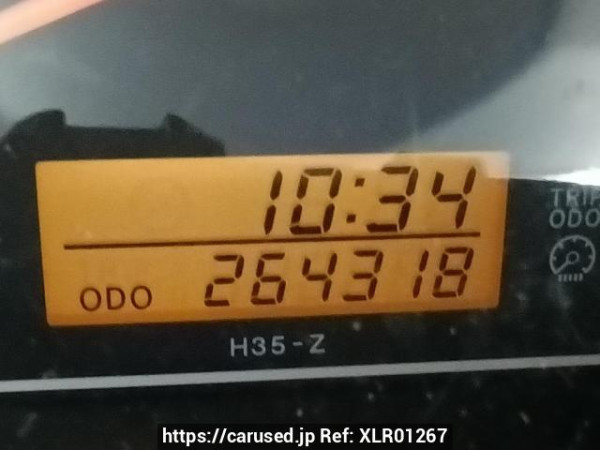 10:34
TRIP
ODO
ODO 264318
H35-Z
https://carused.jp Ref: XLR01267